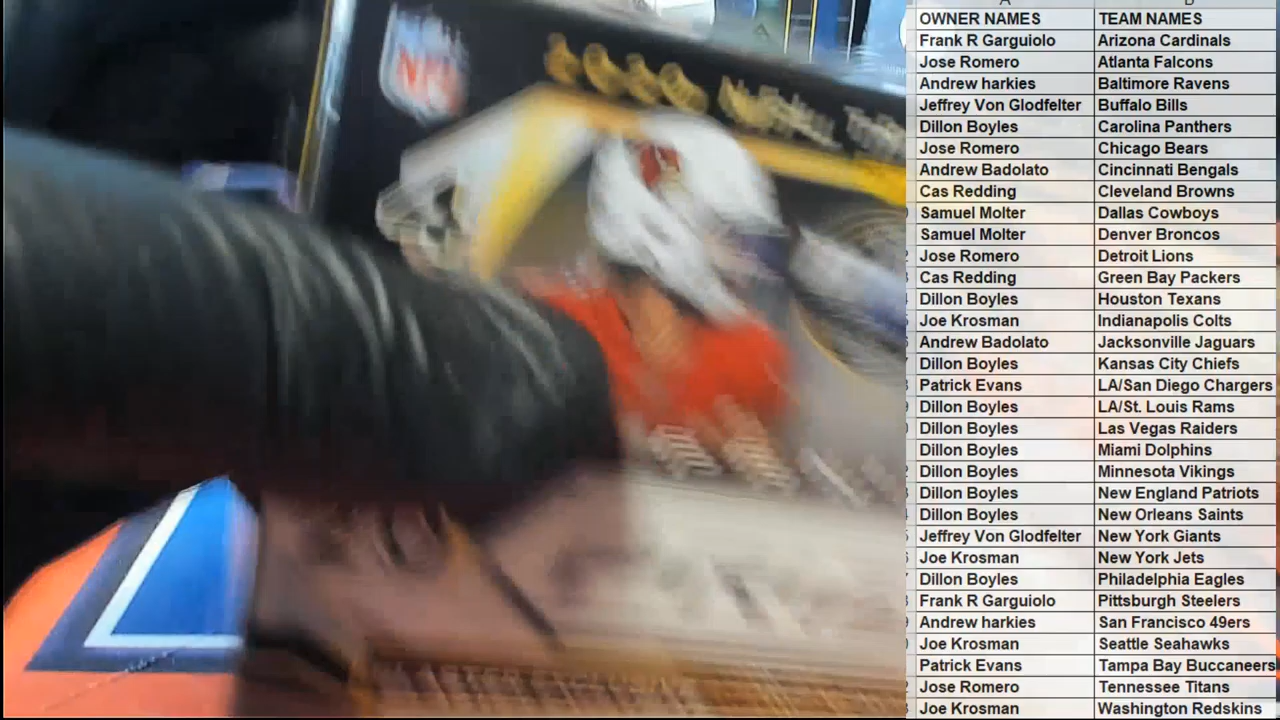 NFL
OWNER NAMES TEAM NAMES
Frank R Garguiolo Arizona Cardinals
Jose Romero Atlanta Falcons
Andrew harkies Baltimore Ravens
Jeffrey Von Glodfelter Buffalo Bills
Dillon Boyles Carolina Panthers
Jose Romero Chicago Bears
Andrew Badolato Cincinnati Bengals
Cas Redding Cleveland Browns
Samuel Molter Dallas Cowboys
Samuel Molter Denver Broncos
Jose Romero Detroit Lions
Cas Redding Green Bay Packers
Dillon Boyles Houston Texans
Joe Krosman Indianapolis Colts
Andrew Badolato Jacksonville Jaguars
Dillon Boyles Kansas City Chiefs
Patrick Evans LA/San Diego Chargers
Dillon Boyles LA/St. Louis Rams
Dillon Boyles Las Vegas Raiders
Dillon Boyles Miami Dolphins
Dillon Boyles Minnesota Vikings
Dillon Boyles New England Patriots
Dillon Boyles New Orleans Saints
Jeffrey Von Glodfelter New York Giants
Joe Krosman New York Jets
Dillon Boyles Philadelphia Eagles
Frank R Garguiolo Pittsburgh Steelers
Andrew harkies San Francisco 49ers
Joe Krosman Seattle Seahawks
Patrick Evans Tampa Bay Buccaneers
Jose Romero Tennessee Titans
Joe Krosman Washington Redskins